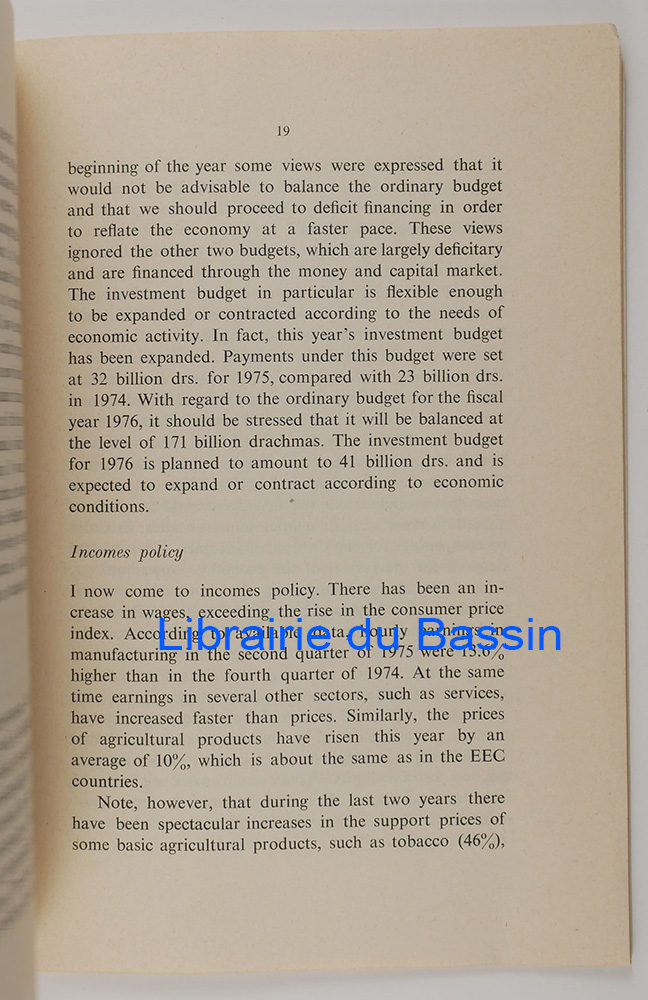 19
beginning of the year some views were expressed that it
would not be advisable to balance the ordinary budget
and that we should proceed to deficit financing in order
to reflate the economy at a faster pace. These views
ignored the other two budgets, which are largely deficitary
and are financed through the money and capital market.
The investment budget in particular is flexible enough
to be expanded or contracted according to the needs of
economic activity. In fact, this year's investment budget
has been expanded. Payments under this budget were set
at 32 billion drs. for 1975, compared with 23 billion drs.
in 1974. With regard to the ordinary budget for the fiscal
year 1976, it should be stressed that it will be balanced at
the level of 171 billion drachmas. The investment budget
for 1976 is planned to amount to 41 billion drs. and is
expected to expand or contract according to economic
conditions.
Incomes policy
I now come to incomes policy. There has been an in-
crease in wages, exceeding the rise in the consumer price
index. According to available data, hourly earnings in
Librairie du Bassin
manufacturing in the second quarter of 1975 were
higher than in the fourth quarter of 1974. At the same
time earnings in several other sectors, such as services,
have increased faster than prices. Similarly, the prices
of agricultural products have risen this year by an
average of 10%, which is about the same as in the EEC
countries.
Note, however, that during the last two years there
have been spectacular increases in the support prices of
some basic agricultural products, such as tobacco (46%),